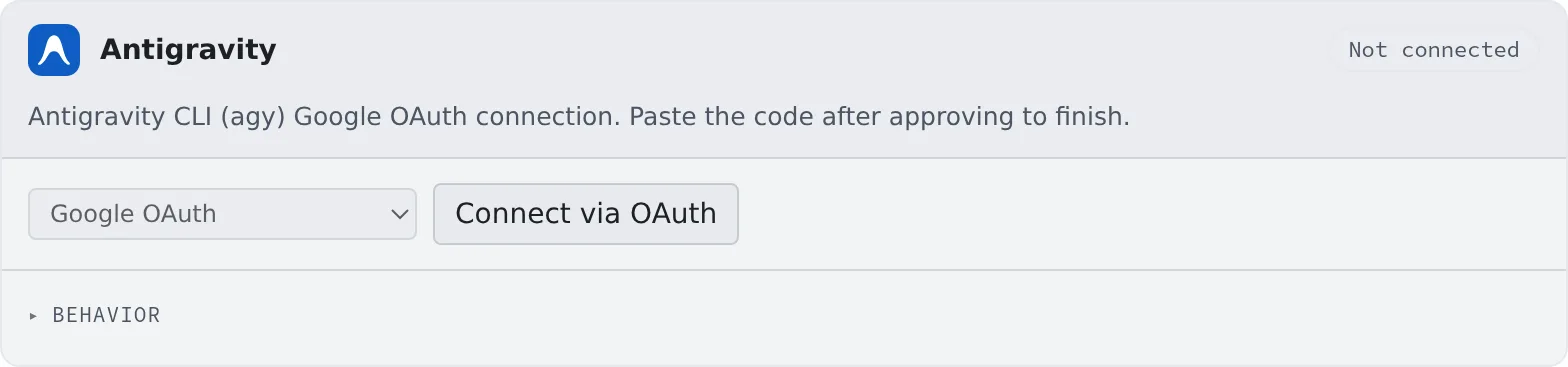 Antigravity
Not connected
Antigravity CLI (agy) Google OAuth connection. Paste the code after approving to finish.
Google OAuth
Connect via OAuth
BEHAVIOR